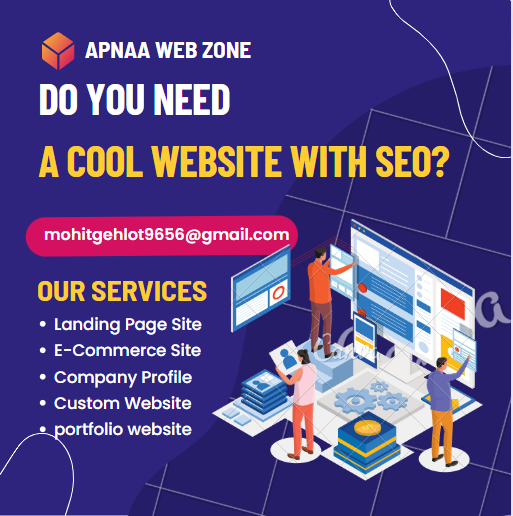 APNAA WEB ZONE
DO YOU NEED
A COOL WEBSITE WITH SEO?
mohitgehlot9656@gmail.com
OUR SERVICES
• Landing Page Site
• E-Commerce Site
• Company Profile
• Custom Website
• portfolio website